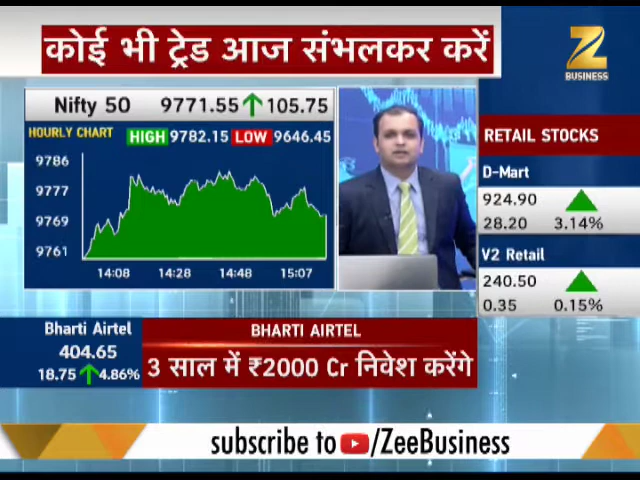 कोई भी ट्रेड आज संभलकर करें
Z
BUSINESS
Nifty 50 9771.55 105.75
HOURLY CHART HIGH 9782.15 LOW 9646.45
9786
9777
9769
9761
14:08 14:28 14:48 15:07
RETAIL STOCKS
D-Mart
924.90
28.20 3.14%
V2 Retail
240.50
0.35 0.15%
Bharti Airtel
404.65
18.75 4.86%
BHARTI AIRTEL
3 साल में ₹2000 Cr निवेश करेंगे
subscribe to /ZeeBusiness